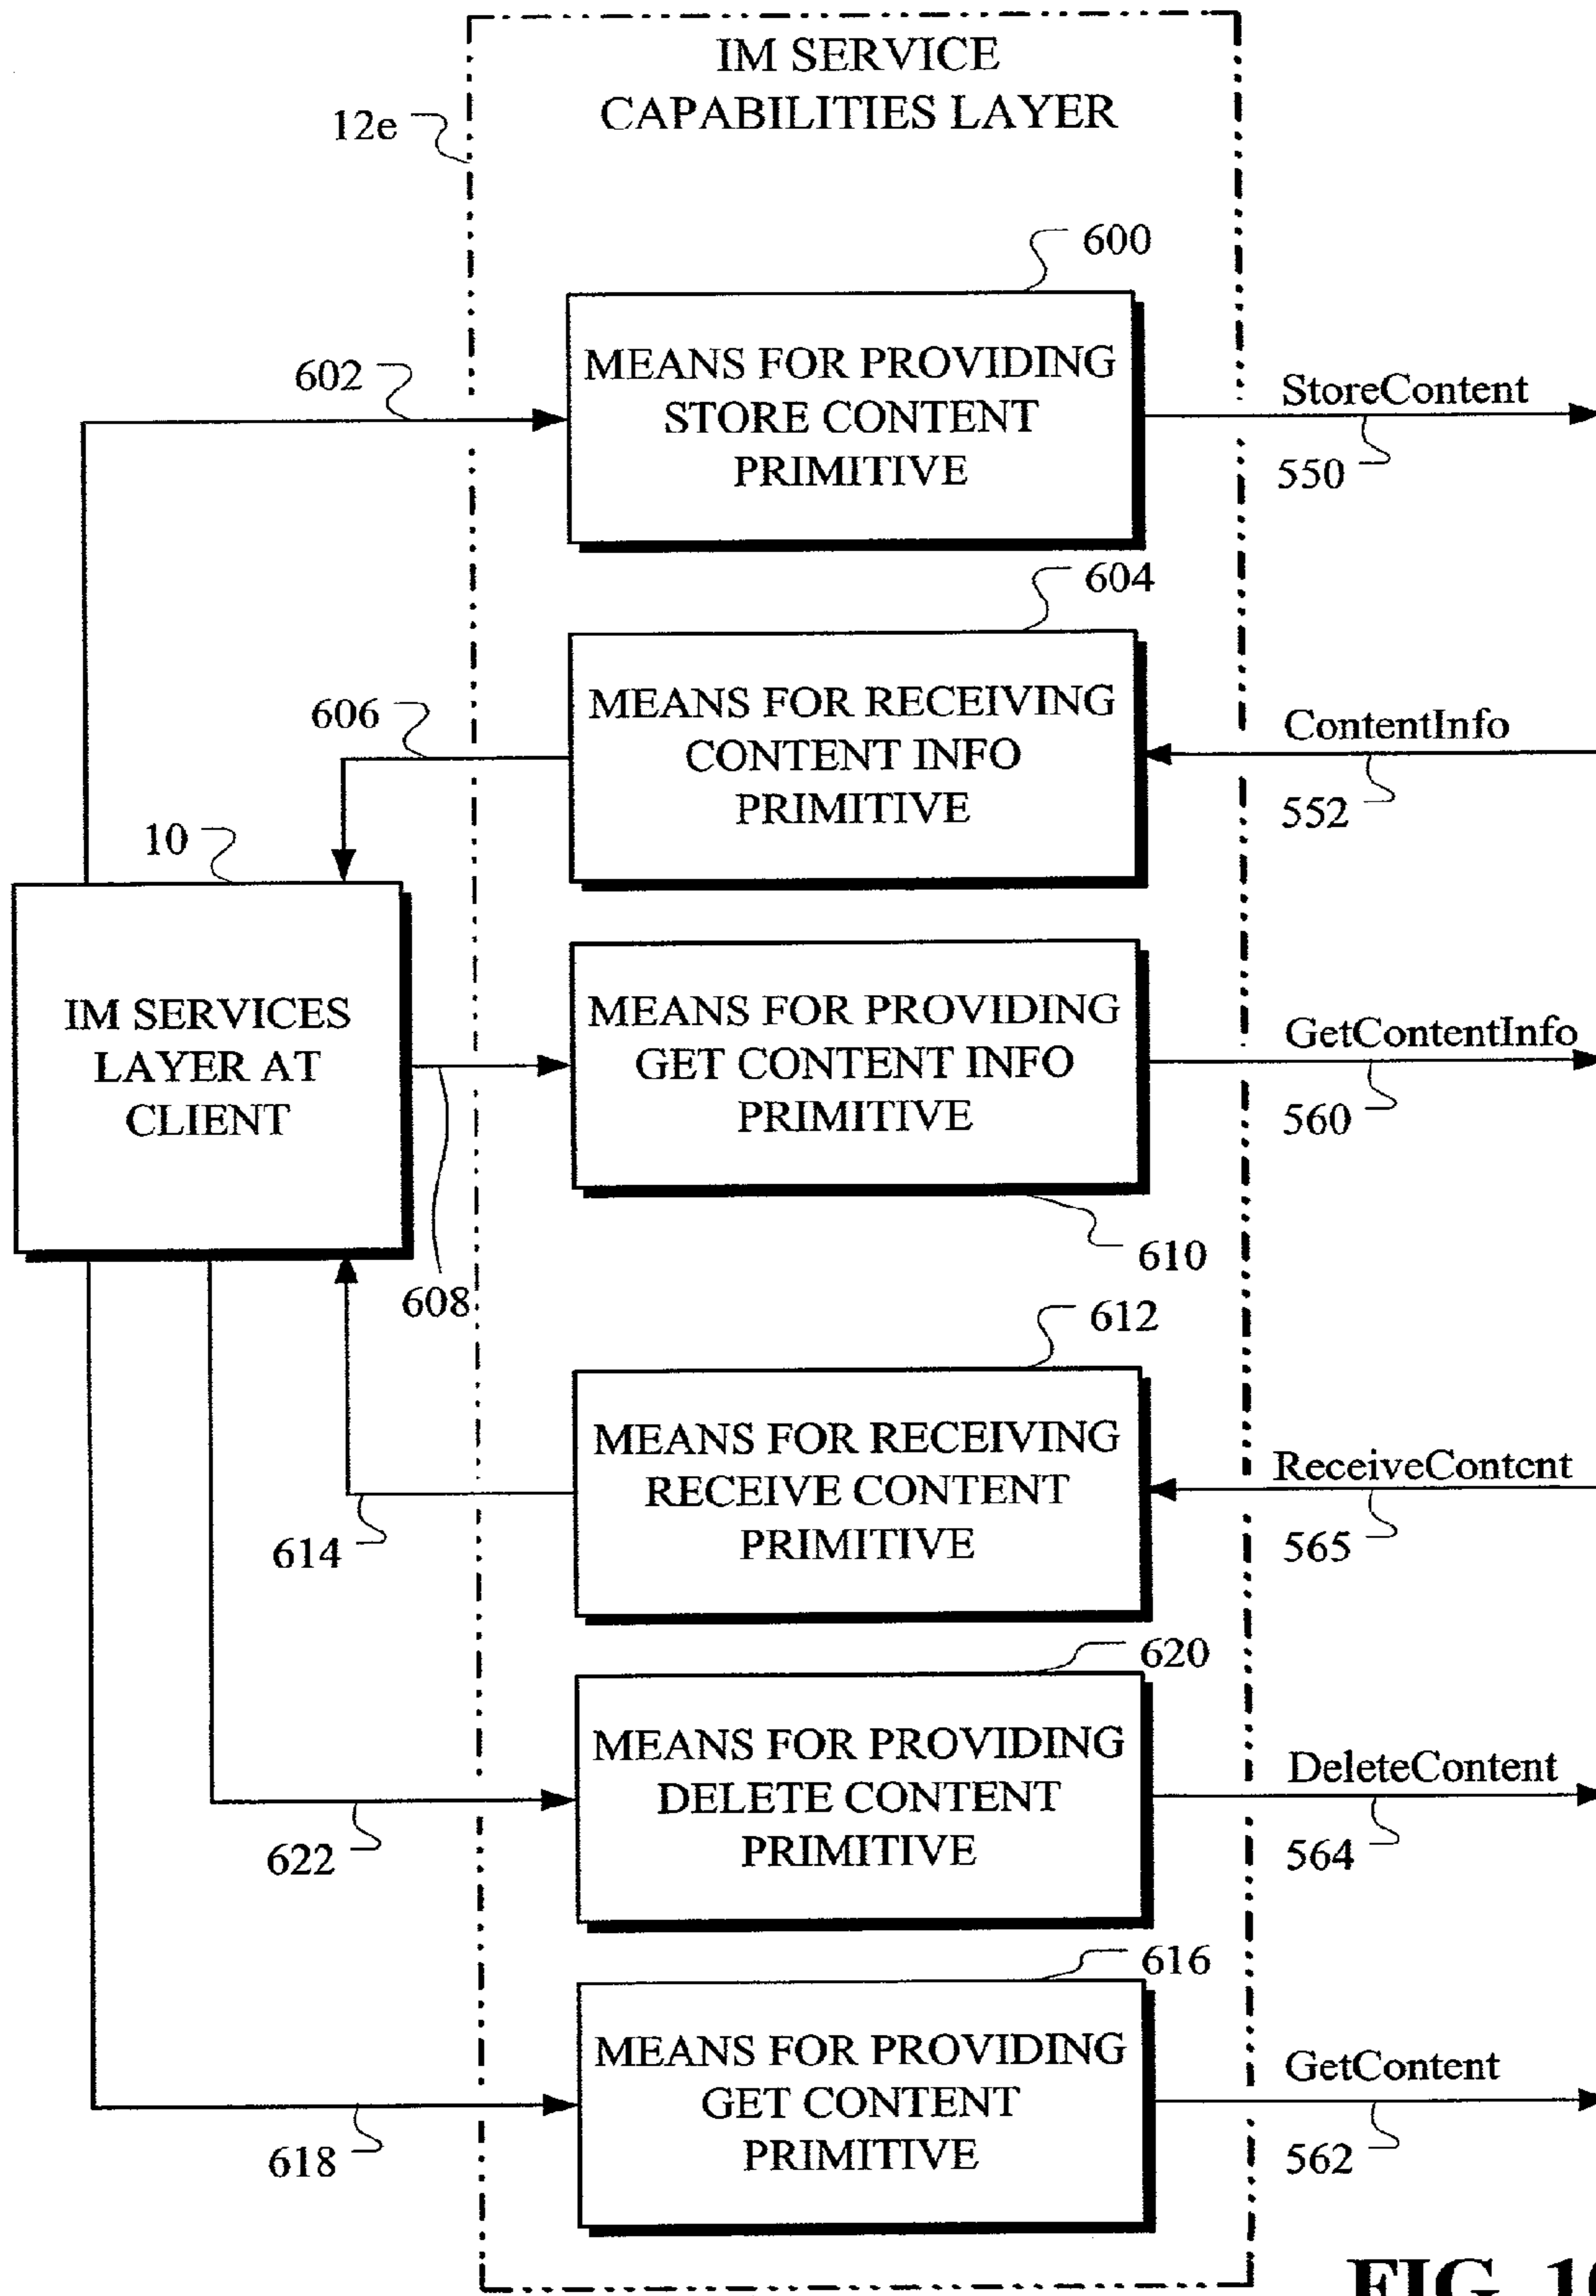 IM SERVICE
CAPABILITIES LAYER
12e
600
MEANS FOR PROVIDING
STORE CONTENT
PRIMITIVE
602
StoreContent
550
604
MEANS FOR RECEIVING
CONTENT INFO
PRIMITIVE
606
ContentInfo
552
10
IM SERVICES
LAYER AT
CLIENT
MEANS FOR PROVIDING
GET CONTENT INFO
PRIMITIVE
GetContentInfo
560
610
608
612
MEANS FOR RECEIVING
RECEIVE CONTENT
PRIMITIVE
ReceiveContent
565
614
620
MEANS FOR PROVIDING
DELETE CONTENT
PRIMITIVE
DeleteContent
564
622
616
MEANS FOR PROVIDING
GET CONTENT
PRIMITIVE
GetContent
562
618
FIG.